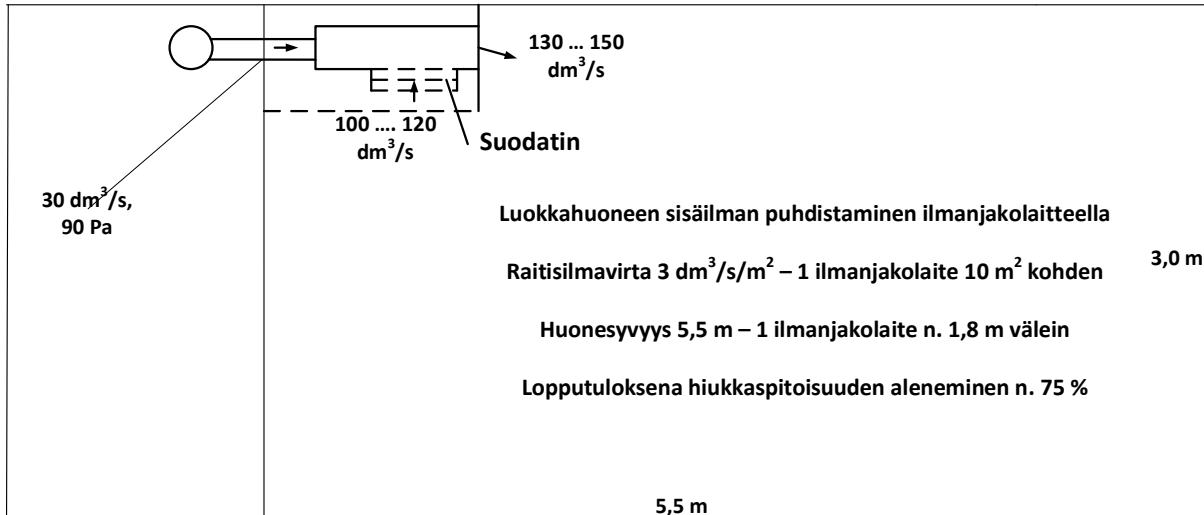 130 ... 150
dm³/s
100 .... 120
dm³/s
Suodatin
30 dm³/s,
90 Pa
Luokkahuoneen sisäilman puhdistaminen ilmanjakolaitteella
Raitisilmavirta 3 dm³/s/m² – 1 ilmanjakolaite 10 m² kohden
3,0 m
Huonesyvyys 5,5 m – 1 ilmanjakolaite n. 1,8 m välein
Lopputuloksena hiukkaspitoisuuden aleneminen n. 75 %
5,5 m